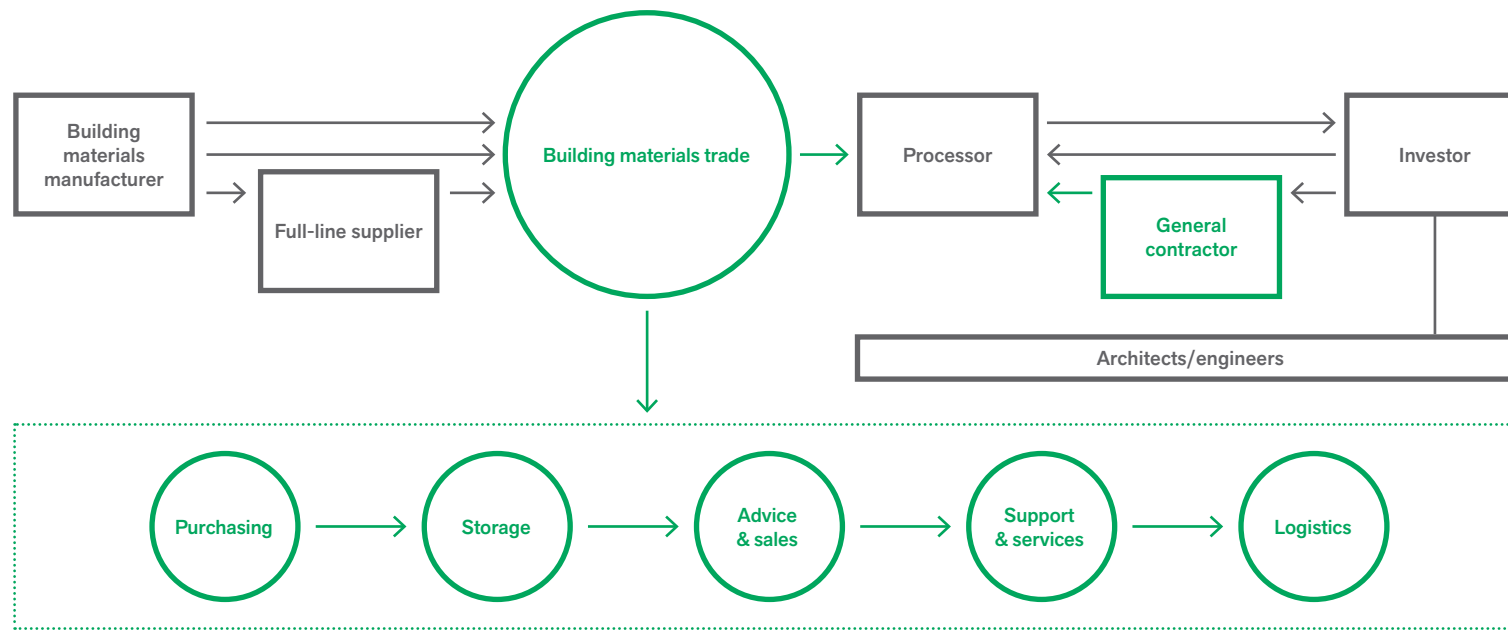 Building
materials
manufacturer
Full-line supplier
Building materials trade
Processor
General
contractor
Investor
Architects/engineers
Purchasing
Storage
Advice
& sales
Support
& services
Logistics